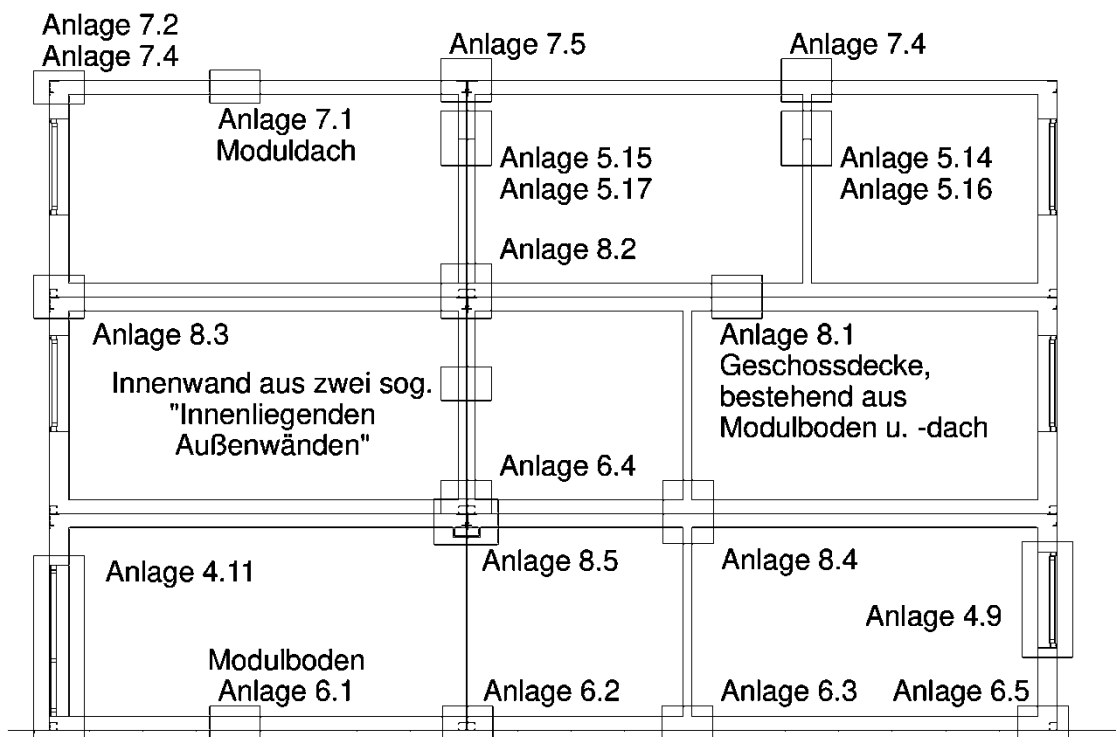 Anlage 7.2
Anlage 7.4
Anlage 7.5
Anlage 7.4
Anlage 7.1
Moduldach
Anlage 5.15
Anlage 5.17
Anlage 5.14
Anlage 5.16
Anlage 8.2
Anlage 8.3
Innenwand aus zwei sog.
"Innenliegenden
Außenwänden"
Anlage 8.1
Geschossdecke,
bestehend aus
Modulboden u. -dach
Anlage 6.4
Anlage 4.11
Anlage 8.5
Anlage 8.4
Anlage 4.9
Modulboden
Anlage 6.1
Anlage 6.2
Anlage 6.3
Anlage 6.5